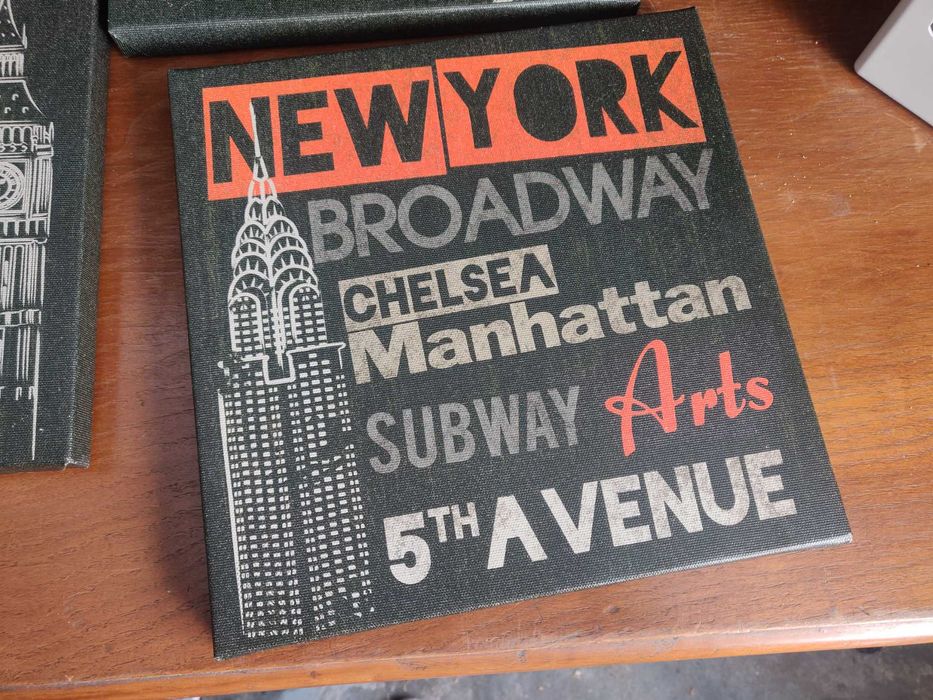 NEW YORK
BROADWAY
CHELSEA
Manhattan
SUBWAY Arts
5TH AVENUE